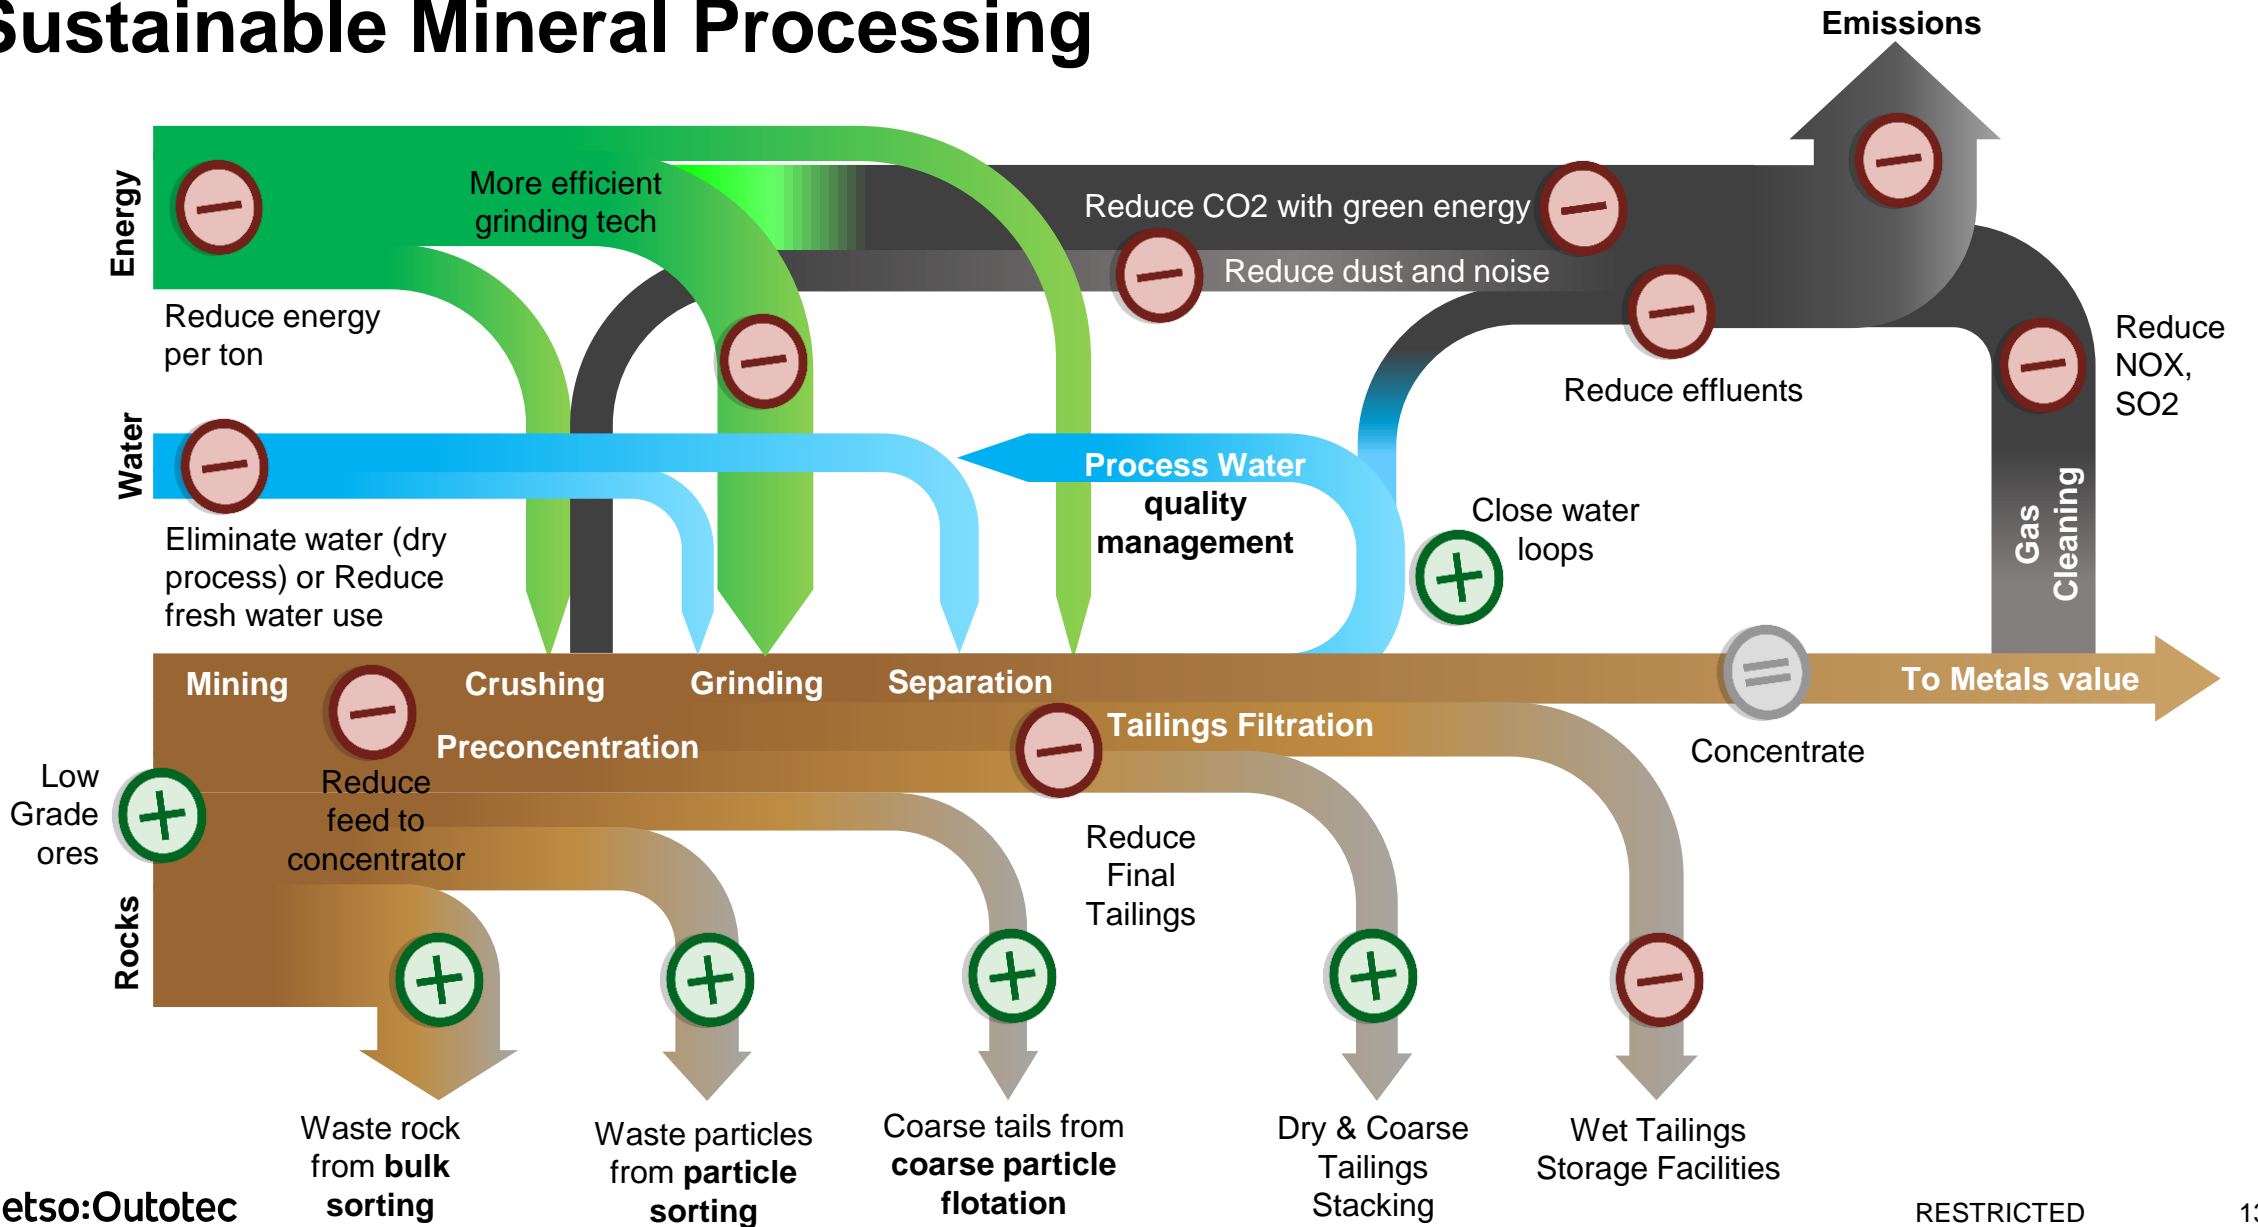 Sustainable Mineral Processing
Emissions
Energy
More efficient
grinding tech
Reduce CO2 with green energy
Reduce dust and noise
Reduce energy
per ton
Reduce effluents
Reduce
NOX,
SO2
Water
Process Water
quality
management
Close water
loops
Gas
Cleaning
Eliminate water (dry
process) or Reduce
fresh water use
Mining
Crushing
Grinding
Separation
To Metals value
Preconcentration
Tailings Filtration
Concentrate
Low
Grade
ores
Reduce
feed to
concentrator
Reduce
Final
Tailings
Rocks
Waste rock
from bulk
sorting
Waste particles
from particle
sorting
Coarse tails from
coarse particle
flotation
Dry & Coarse
Tailings
Stacking
Wet Tailings
Storage Facilities
etso:Outotec
RESTRICTED